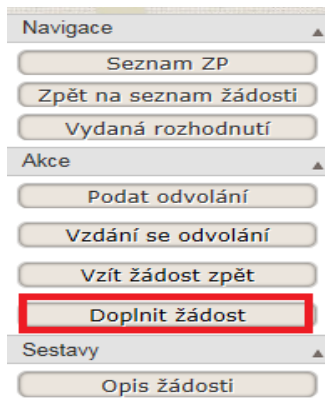 Navigace
Seznam ZP
Zpět na seznam žádosti
Vydaná rozhodnutí
Akce
Podat odvolání
Vzdání se odvolání
Vzít žádost zpět
Doplnit žádost
Sestavy
Opis žádosti